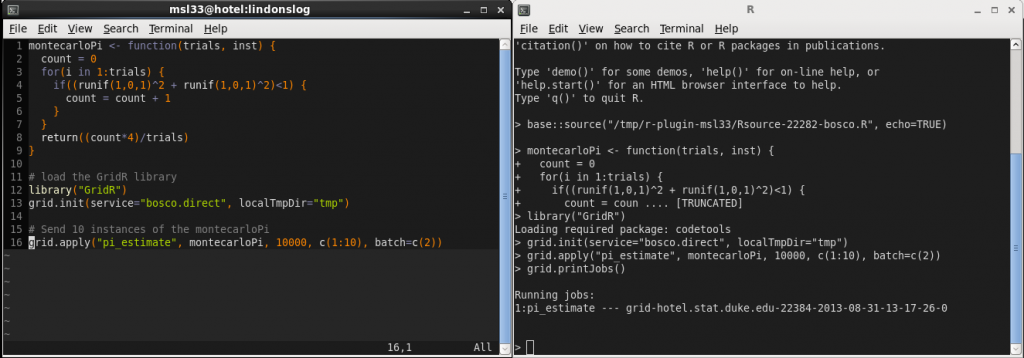 msl33@hotel:lindonslog
File Edit View Search Terminal Help
1 montecarloPi <- function(trials, inst) {
2   count = 0
3   for(i in 1:trials) {
4     if((runif(1,0,1)^2 + runif(1,0,1)^2)<1) {
5       count = count + 1
6     }
7   }
8   return((count*4)/trials)
9 }
10
11 # load the GridR library
12 library("GridR")
13 grid.init(service="bosco.direct", localTmpDir="tmp")
14
15 # Send 10 instances of the montecarloPi
16 grid.apply("pi_estimate", montecarloPi, 10000, c(1:10), batch=c(2))
~
~
~
~
~
~
~
16,1 All
R
File Edit View Search Terminal Help
'citation()' on how to cite R or R packages in publications.
Type 'demo()' for some demos, 'help()' for on-line help, or
'help.start()' for an HTML browser interface to help.
Type 'q()' to quit R.
> base::source("/tmp/r-plugin-msl33/Rsource-22282-bosco.R", echo=TRUE)
> montecarloPi <- function(trials, inst) {
+   count = 0
+   for(i in 1:trials) {
+     if((runif(1,0,1)^2 + runif(1,0,1)^2)<1) {
+       count = coun .... [TRUNCATED]
> library("GridR")
Loading required package: codetools
> grid.init(service="bosco.direct", localTmpDir="tmp")
> grid.apply("pi_estimate", montecarloPi, 10000, c(1:10), batch=c(2))
> grid.printJobs()
Running jobs:
1:pi_estimate --- grid-hotel.stat.duke.edu-22384-2013-08-31-13-17-26-0
>